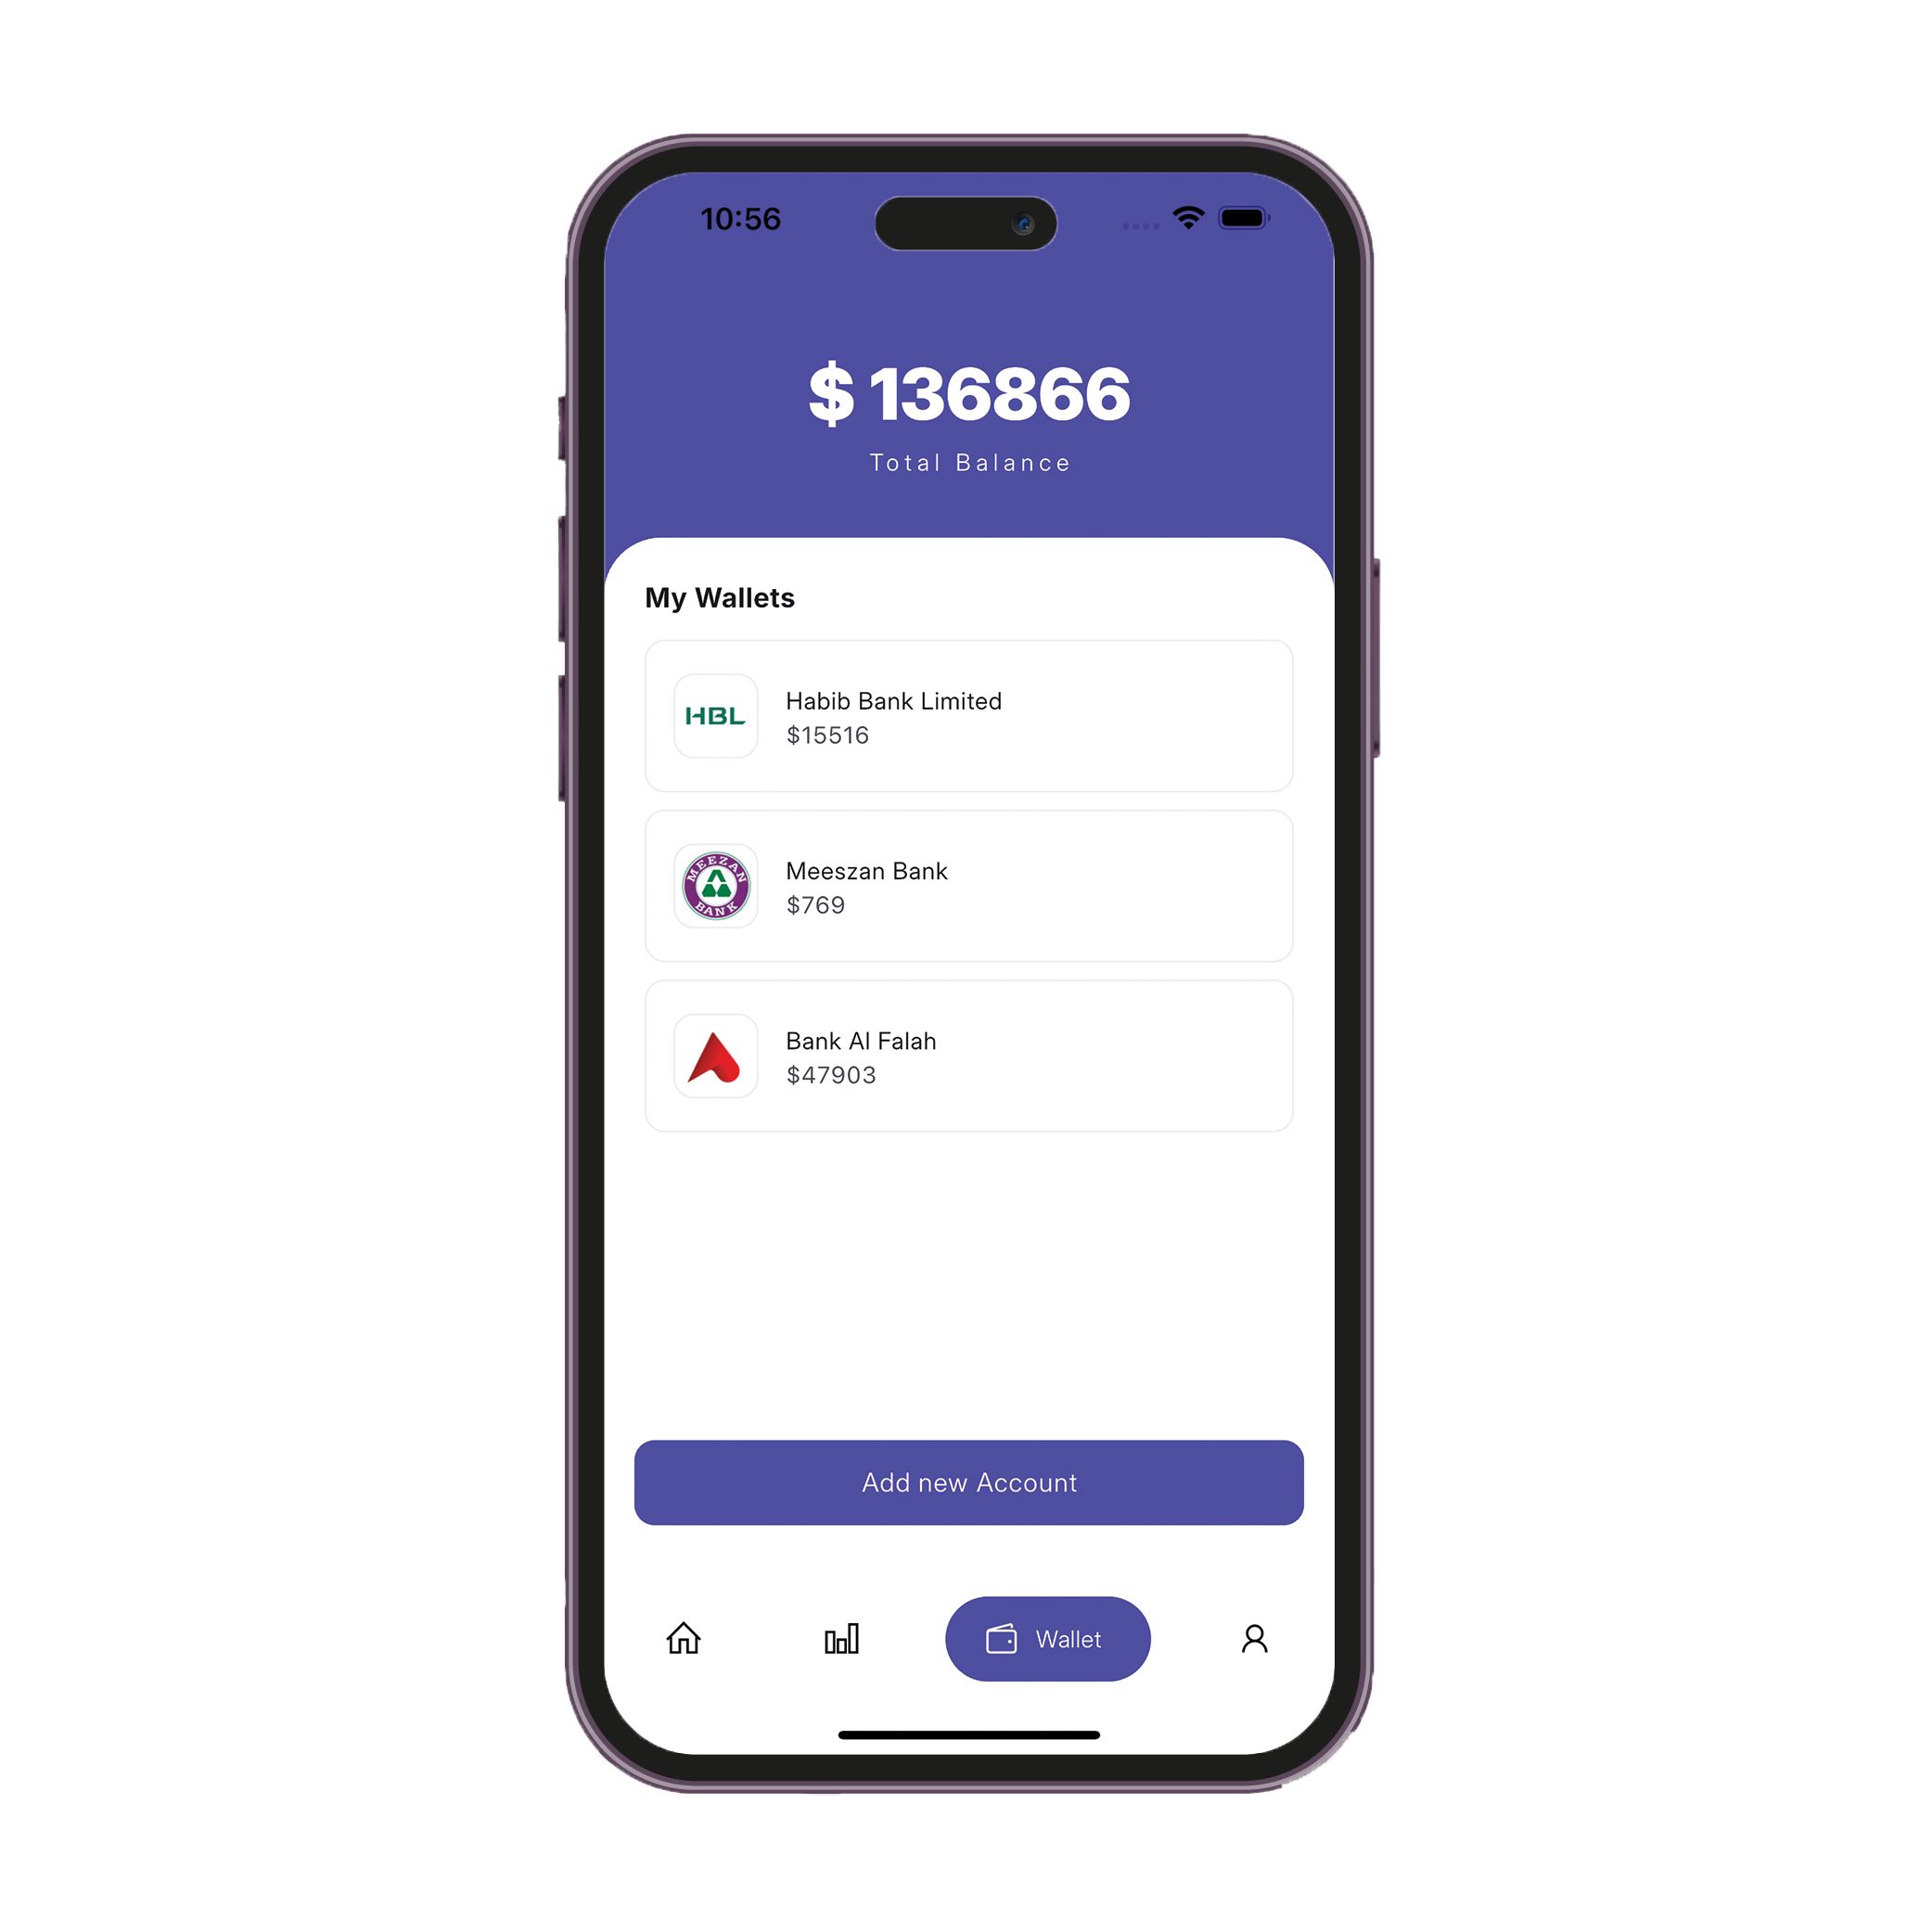 10:56
$ 136866
Total Balance
My Wallets
HBL
Habib Bank Limited
$15516
MEEZAN
BANK
Meeszan Bank
$769
Bank Al Falah
$47903
Add new Account
Wallet